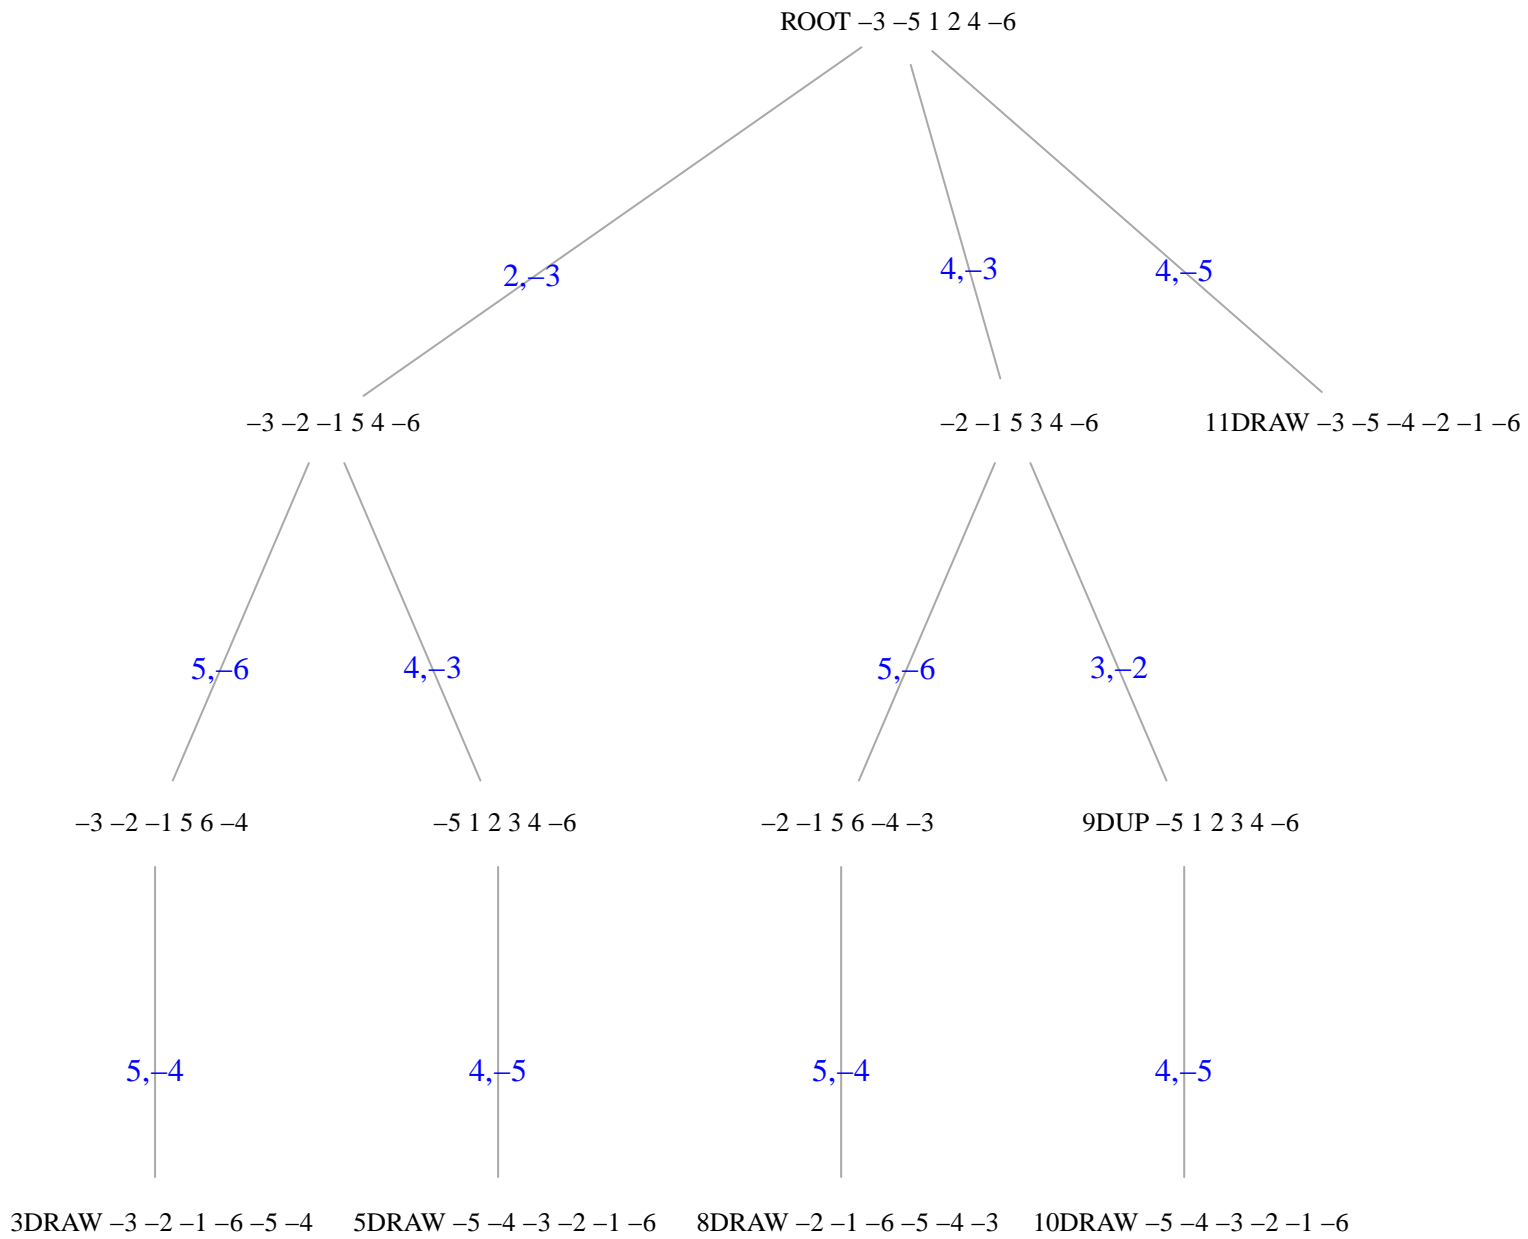 ROOT –3 –5 1 2 4 –6
2,–3
4,–3
4,–5
–3 –2 –1 5 4 –6
–2 –1 5 3 4 –6
11DRAW –3 –5 –4 –2 –1 –6
5,–6
4,–3
5,–6
3,–2
–3 –2 –1 5 6 –4
–5 1 2 3 4 –6
–2 –1 5 6 –4 –3
9DUP –5 1 2 3 4 –6
5,–4
4,–5
5,–4
4,–5
3DRAW –3 –2 –1 –6 –5 –4
5DRAW –5 –4 –3 –2 –1 –6
8DRAW –2 –1 –6 –5 –4 –3
10DRAW –5 –4 –3 –2 –1 –6